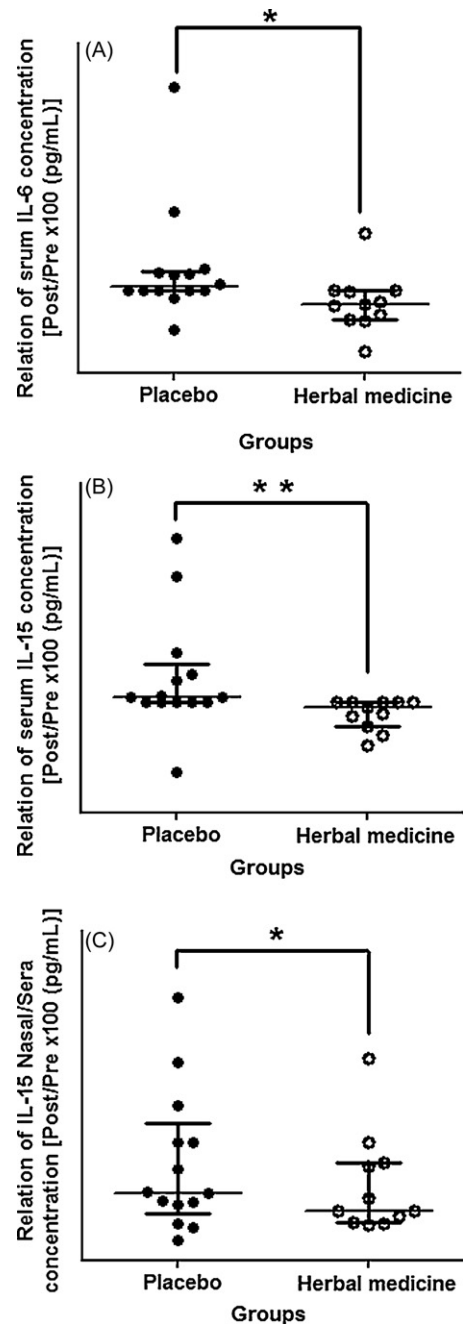 (A)
*
Relation of srum IL-6 concentration
[Post/Pre x100 (pg/mL)]
Placebo
Herbal medicine
Groups
(B)
* *
Relation of serum IL-15 concentration
[Post/Pre x100 (pg/mL)]
Placebo
Herbal medicine
Groups
(C)
*
Relation of IL-15 Nasal/Sera
concentration [Post/Pre x100 (pg/mL)]
Placebo
Herbal medicine
Groups